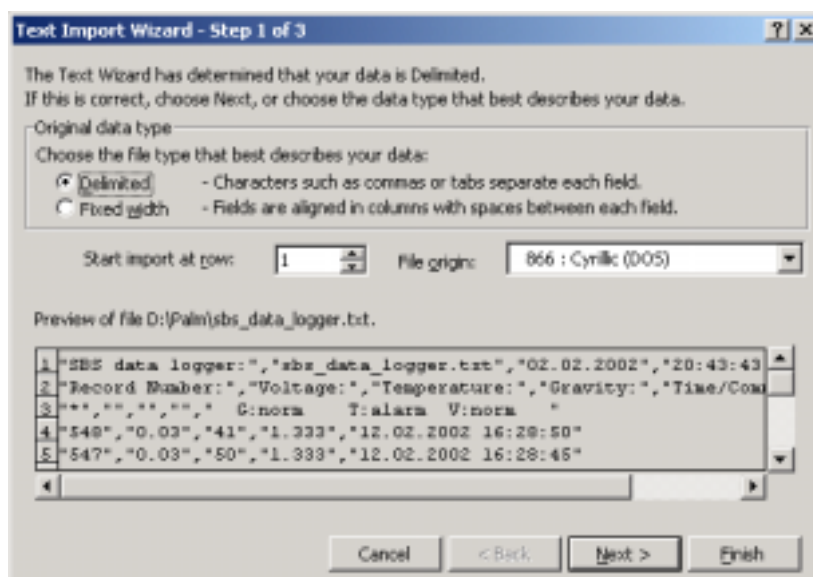 Text Import Wizard - Step 1 of 3
The Text Wizard has determined that your data is Delimited.
If this is correct, choose Next, or choose the data type that best describes your data.
Original data type
Choose the file type that best describes your data:
Delimited - Characters such as commas or tabs separate each field.
Fixed width - Fields are aligned in columns with spaces between each field.
Start import at row: 1 File origin: 866 : Cyrillic (DOS)
Preview of file D:\Palm\sbs_data_logger.txt.
1 "SBS data logger:","sbs_data_logger.txt","02.02.2002","20:43:43
2 "Record Number:","Voltage:","Temperature:","Gravity:","Time/Com
3 "*","","",""," G:norm T:alarm V:norm "
4 "548","0.03","41","1.333","12.02.2002 16:28:50"
5 "547","0.03","50","1.333","12.02.2002 16:28:45"
Cancel < Back Next > Finish